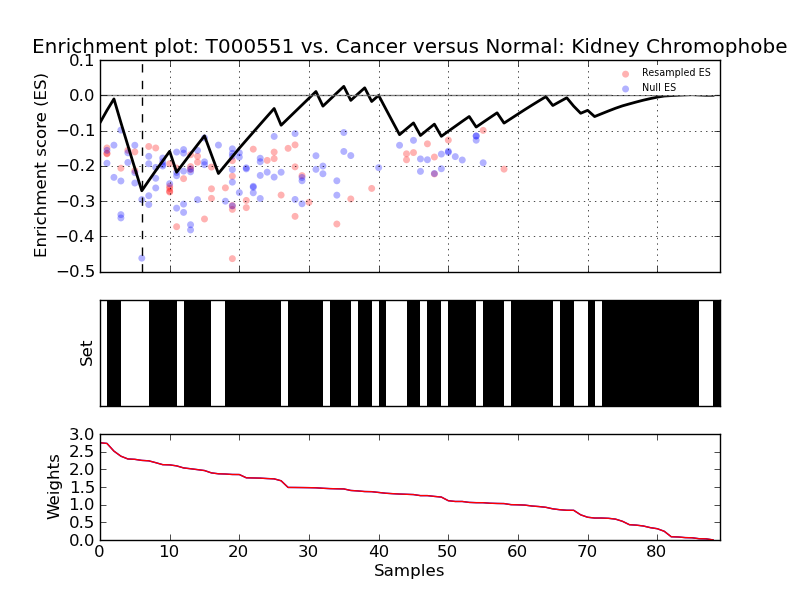 Enrichment plot: T000551 vs. Cancer versus Normal: Kidney Chromophobe
Enrichment score (ES)
0.1
0.0
−0.1
−0.2
−0.3
−0.4
−0.5
Resampled ES
Null ES
Set
Weights
3.0
2.5
2.0
1.5
1.0
0.5
0.0
0 10 20 30 40 50 60 70 80
Samples